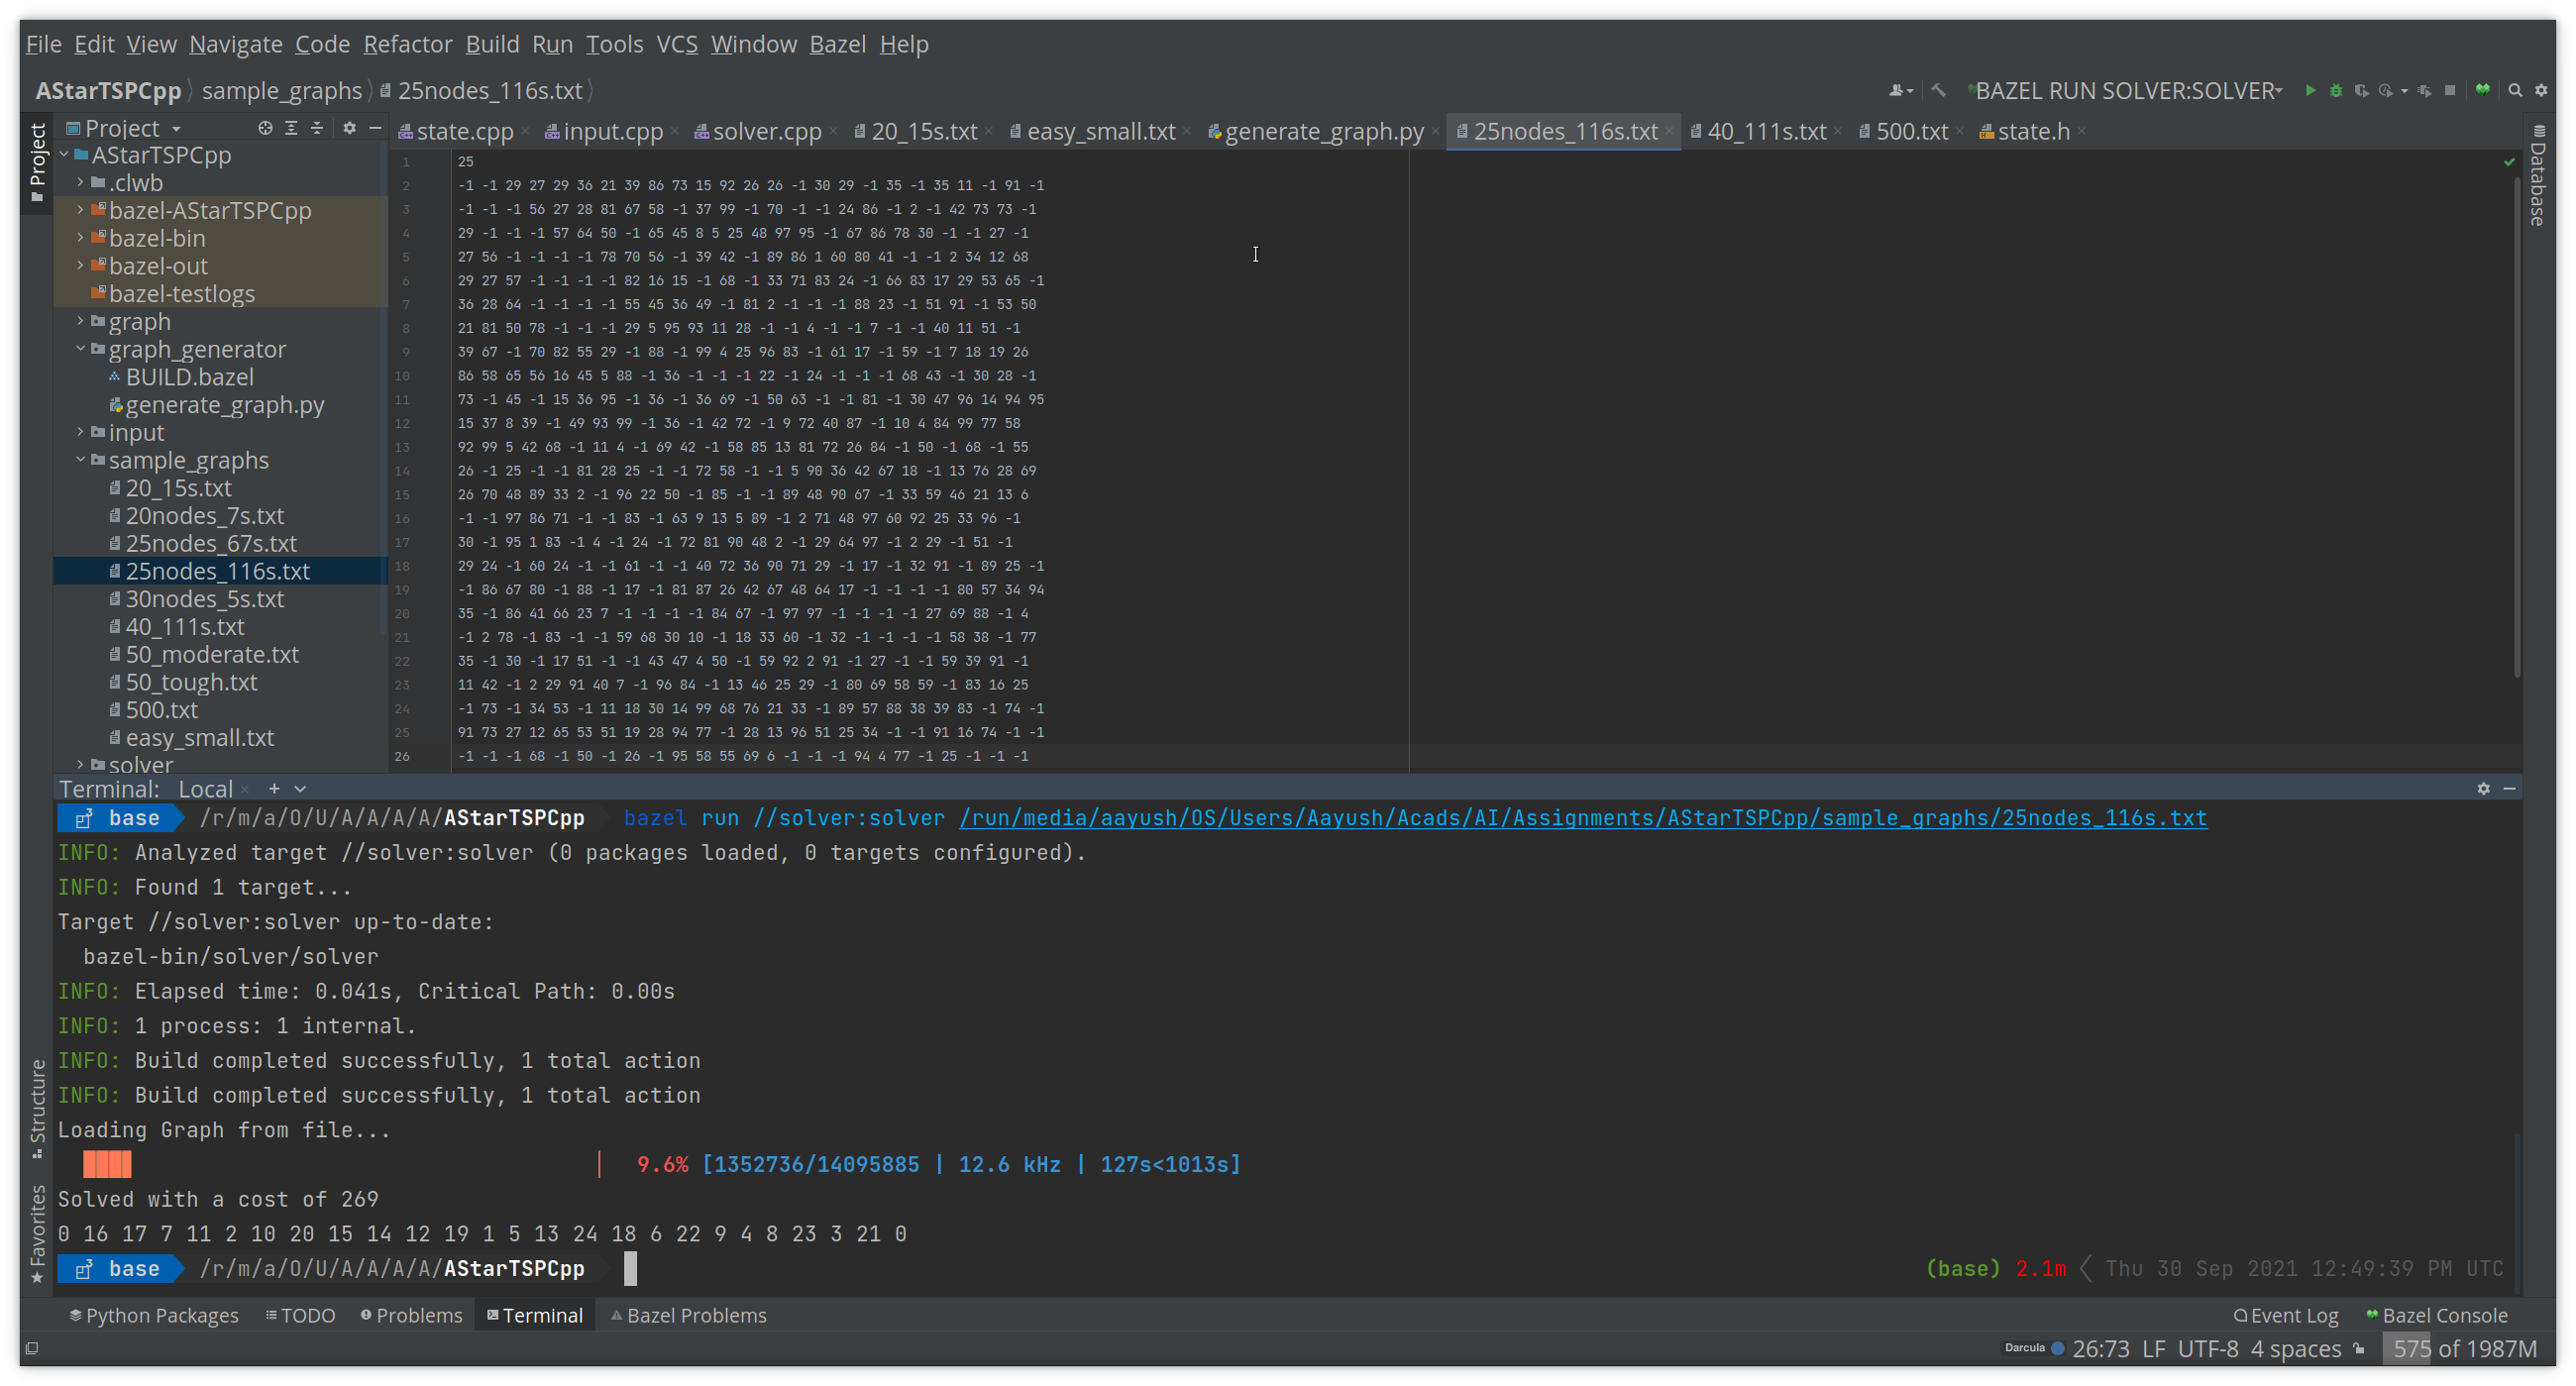 File Edit View Navigate Code Refactor Build Run Tools VCS Window Bazel Help
AStarTSPCpp sample_graphs 25nodes_116s.txt BAZEL RUN SOLVER:SOLVER
Project
Project
state.cpp input.cpp solver.cpp 20_15s.txt easy_small.txt generate_graph.py 25nodes_116s.txt 40_111s.txt 500.txt state.h
Database
AStarTSPCpp
.clwb
bazel-AStarTSPCpp
bazel-bin
bazel-out
bazel-testlogs
graph
graph_generator
BUILD.bazel
generate_graph.py
input
sample_graphs
20_15s.txt
20nodes_7s.txt
25nodes_67s.txt
25nodes_116s.txt
30nodes_5s.txt
40_111s.txt
50_moderate.txt
50_tough.txt
500.txt
easy_small.txt
solver
1 25
2 -1 -1 29 27 29 36 21 39 86 73 15 92 26 26 -1 30 29 -1 35 -1 35 11 -1 91 -1
3 -1 -1 -1 56 27 28 81 67 58 -1 37 99 -1 70 -1 -1 24 86 -1 2 -1 42 73 73 -1
4 29 -1 -1 -1 57 64 50 -1 65 45 8 5 25 48 97 95 -1 67 86 78 30 -1 -1 27 -1
5 27 56 -1 -1 -1 -1 78 70 56 -1 39 42 -1 89 86 1 60 80 41 -1 -1 2 34 12 68
6 29 27 57 -1 -1 -1 -1 82 16 15 -1 68 -1 33 71 83 24 -1 66 83 17 29 53 65 -1
7 36 28 64 -1 -1 -1 -1 55 45 36 49 -1 81 2 -1 -1 -1 88 23 -1 51 91 -1 53 50
8 21 81 50 78 -1 -1 -1 29 5 95 93 11 28 -1 -1 4 -1 -1 7 -1 -1 40 11 51 -1
9 39 67 -1 70 82 55 29 -1 88 -1 99 4 25 96 83 -1 61 17 -1 59 -1 7 18 19 26
10 86 58 65 56 16 45 5 88 -1 36 -1 -1 -1 22 -1 24 -1 -1 -1 68 43 -1 30 28 -1
11 73 -1 45 -1 15 36 95 -1 36 -1 36 69 -1 50 63 -1 -1 81 -1 30 47 96 14 94 95
12 15 37 8 39 -1 49 93 99 -1 36 -1 42 72 -1 9 72 40 87 -1 10 4 84 99 77 58
13 92 99 5 42 68 -1 11 4 -1 69 42 -1 58 85 13 81 72 26 84 -1 50 -1 68 -1 55
14 26 -1 25 -1 -1 81 28 25 -1 -1 72 58 -1 -1 5 90 36 42 67 18 -1 13 76 28 69
15 26 70 48 89 33 2 -1 96 22 50 -1 85 -1 -1 89 48 90 67 -1 33 59 46 21 13 6
16 -1 -1 97 86 71 -1 -1 83 -1 63 9 13 5 89 -1 2 71 48 97 60 92 25 33 96 -1
17 30 -1 95 1 83 -1 4 -1 24 -1 72 81 90 48 2 -1 29 64 97 -1 2 29 -1 51 -1
18 29 24 -1 60 24 -1 -1 61 -1 -1 40 72 36 90 71 29 -1 17 -1 32 91 -1 89 25 -1
19 -1 86 67 80 -1 88 -1 17 -1 81 87 26 42 67 48 64 17 -1 -1 -1 -1 80 57 34 94
20 35 -1 86 41 66 23 7 -1 -1 -1 -1 84 67 -1 97 97 -1 -1 -1 -1 27 69 88 -1 4
21 -1 2 78 -1 83 -1 -1 59 68 30 10 -1 18 33 60 -1 32 -1 -1 -1 -1 58 38 -1 77
22 35 -1 30 -1 17 51 -1 -1 43 47 4 50 -1 59 92 2 91 -1 27 -1 -1 59 39 91 -1
23 11 42 -1 2 29 91 40 7 -1 96 84 -1 13 46 25 29 -1 80 69 58 59 -1 83 16 25
24 -1 73 -1 34 53 -1 11 18 30 14 99 68 76 21 33 -1 89 57 88 38 39 83 -1 74 -1
25 91 73 27 12 65 53 51 19 28 94 77 -1 28 13 96 51 25 34 -1 -1 91 16 74 -1 -1
26 -1 -1 -1 68 -1 50 -1 26 -1 95 58 55 69 6 -1 -1 -1 94 4 77 -1 25 -1 -1 -1
Terminal: Local
base /r/m/a/O/U/A/A/A/A/AStarTSPCpp bazel run //solver:solver /run/media/aayush/OS/Users/Aayush/Acads/AI/Assignments/AStarTSPCpp/sample_graphs/25nodes_116s.txt
INFO: Analyzed target //solver:solver (0 packages loaded, 0 targets configured).
INFO: Found 1 target...
Target //solver:solver up-to-date:
bazel-bin/solver/solver
INFO: Elapsed time: 0.041s, Critical Path: 0.00s
INFO: 1 process: 1 internal.
INFO: Build completed successfully, 1 total action
INFO: Build completed successfully, 1 total action
Loading Graph from file...
9.6% [1352736/14095885 | 12.6 kHz | 127s<1013s]
Solved with a cost of 269
0 16 17 7 11 2 10 20 15 14 12 19 1 5 13 24 18 6 22 9 4 8 23 3 21 0
base /r/m/a/O/U/A/A/A/A/AStarTSPCpp (base) 2.1m Thu 30 Sep 2021 12:49:39 PM UTC
Structure
Favorites
Python Packages TODO Problems Terminal Bazel Problems Event Log Bazel Console
Darcula 26:73 LF UTF-8 4 spaces 575 of 1987M